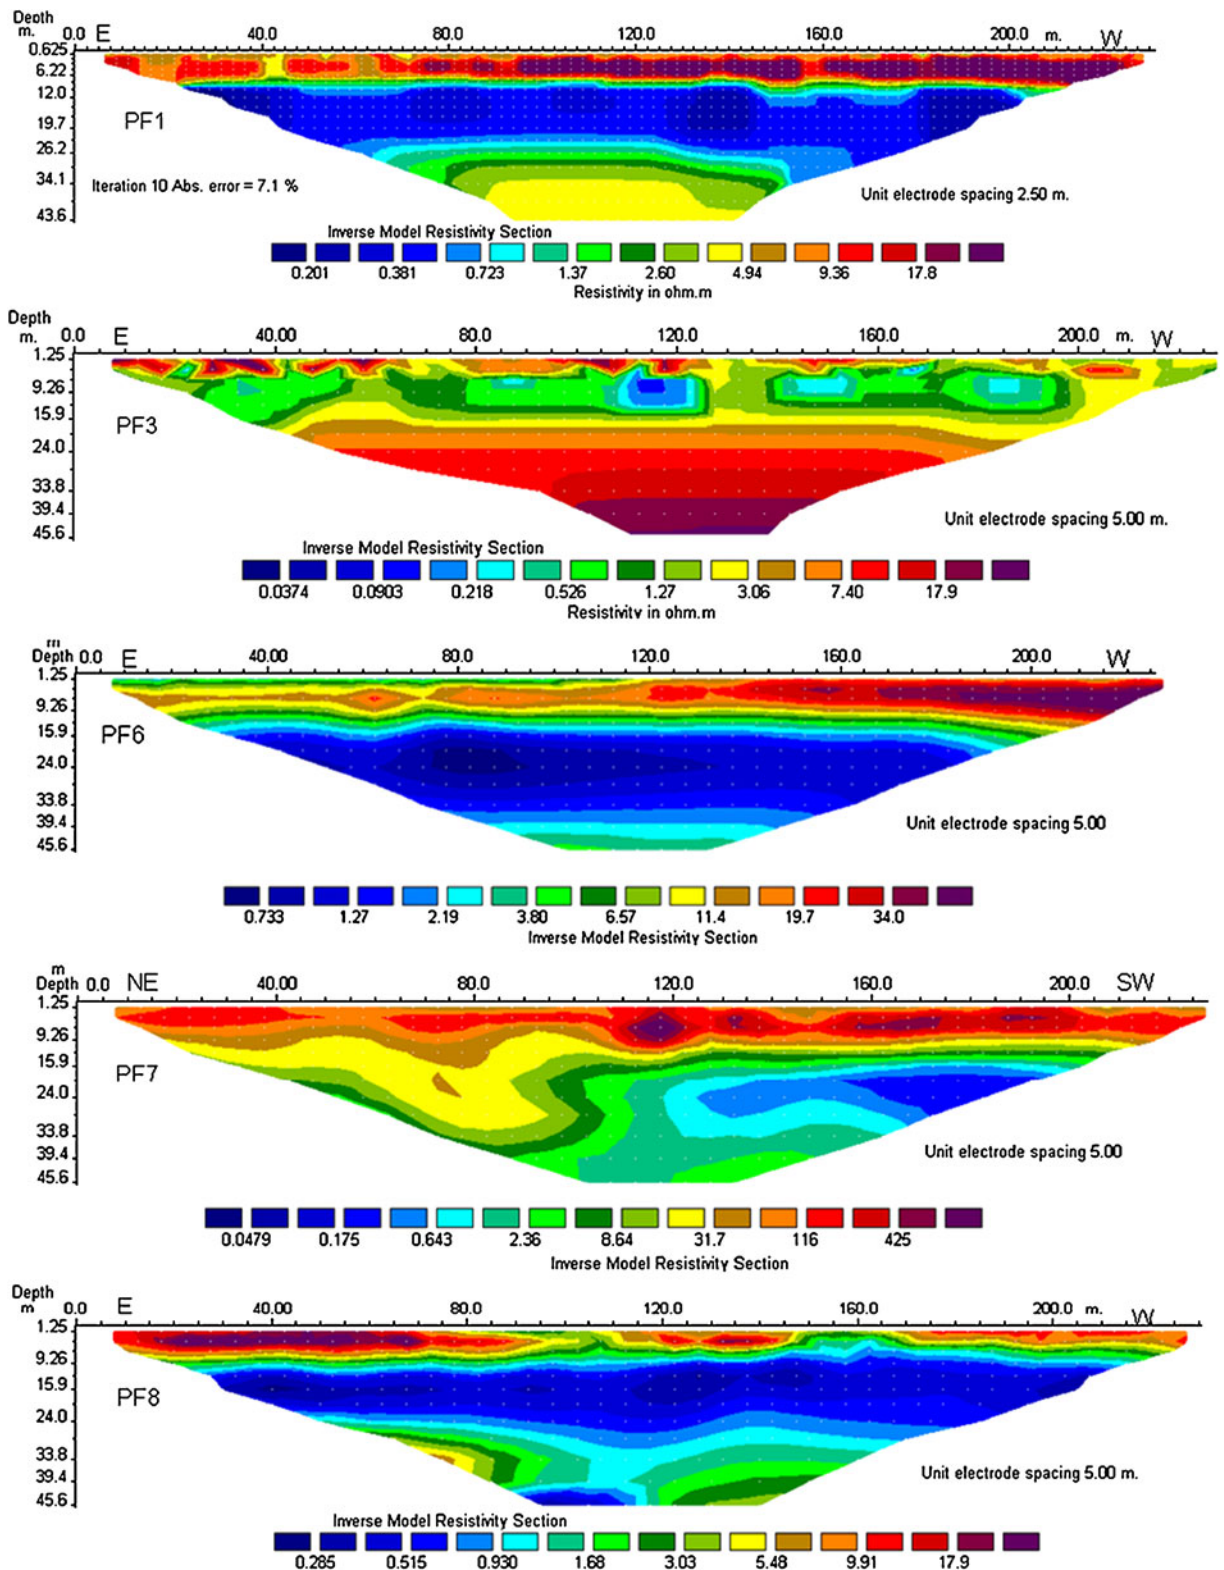 Depth
m. E 40.0 80.0 120.0 160.0 200.0 m. W
0.625
6.22
12.0
PF1
19.7
26.2
34.1
Iteration 10 Abs. error = 7.1 %
Unit electrode spacing 2.50 m.
43.6
Inverse Model Resistivity Section
0.201 0.381 0.723 1.37 2.60 4.94 9.36 17.8
Resistivity in ohm.m
Depth
m. 0.0 E 40.0 80.0 120.0 160.0 200.0 m. W
1.25
9.26
15.9
PF3
24.0
33.8
39.4
Unit electrode spacing 5.00 m.
45.6
Inverse Model Resistivity Section
0.0374 0.0903 0.218 0.526 1.27 3.06 7.40 17.9
Resistivity in ohm.m
m
Depth 0.0 E 40.00 80.0 120.0 160.0 200.0 W
1.25
9.26
15.9
PF6
24.0
33.8
39.4
Unit electrode spacing 5.00
45.6
0.733 1.27 2.19 3.80 6.57 11.4 19.7 34.0
Inverse Model Resistivity Section
m
Depth 0.0 NE 40.00 80.0 120.0 160.0 200.0 SW
1.25
9.26
15.9
PF7
24.0
33.8
39.4
Unit electrode spacing 5.00
45.6
0.0479 0.175 0.643 2.36 8.64 31.7 116 425
Inverse Model Resistivity Section
Depth
m 0.0 E 40.00 80.0 120.0 160.0 200.0 m. W
1.25
9.26
15.9
PF8
24.0
33.8
39.4
Unit electrode spacing 5.00 m.
45.6
Inverse Model Resistivity Section
0.285 0.515 0.930 1.68 3.03 5.48 9.91 17.9